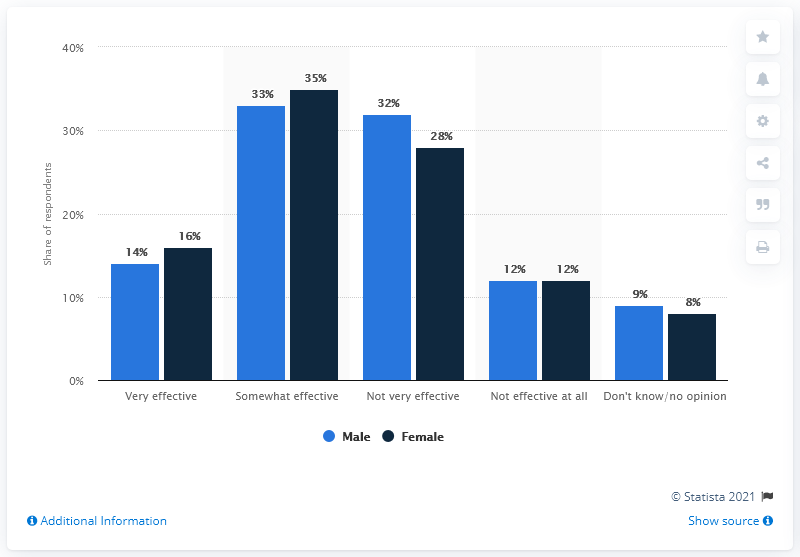 40%
30%
20%
10%
0%
Share of respondents
14%
16%
33%
35%
32%
28%
12%
12%
9%
8%
Very effective
Somewhat effective
Not very effective
Not effective at all
Don't know/no opinion
Male
Female
© Statista 2021
Additional Information
Show source